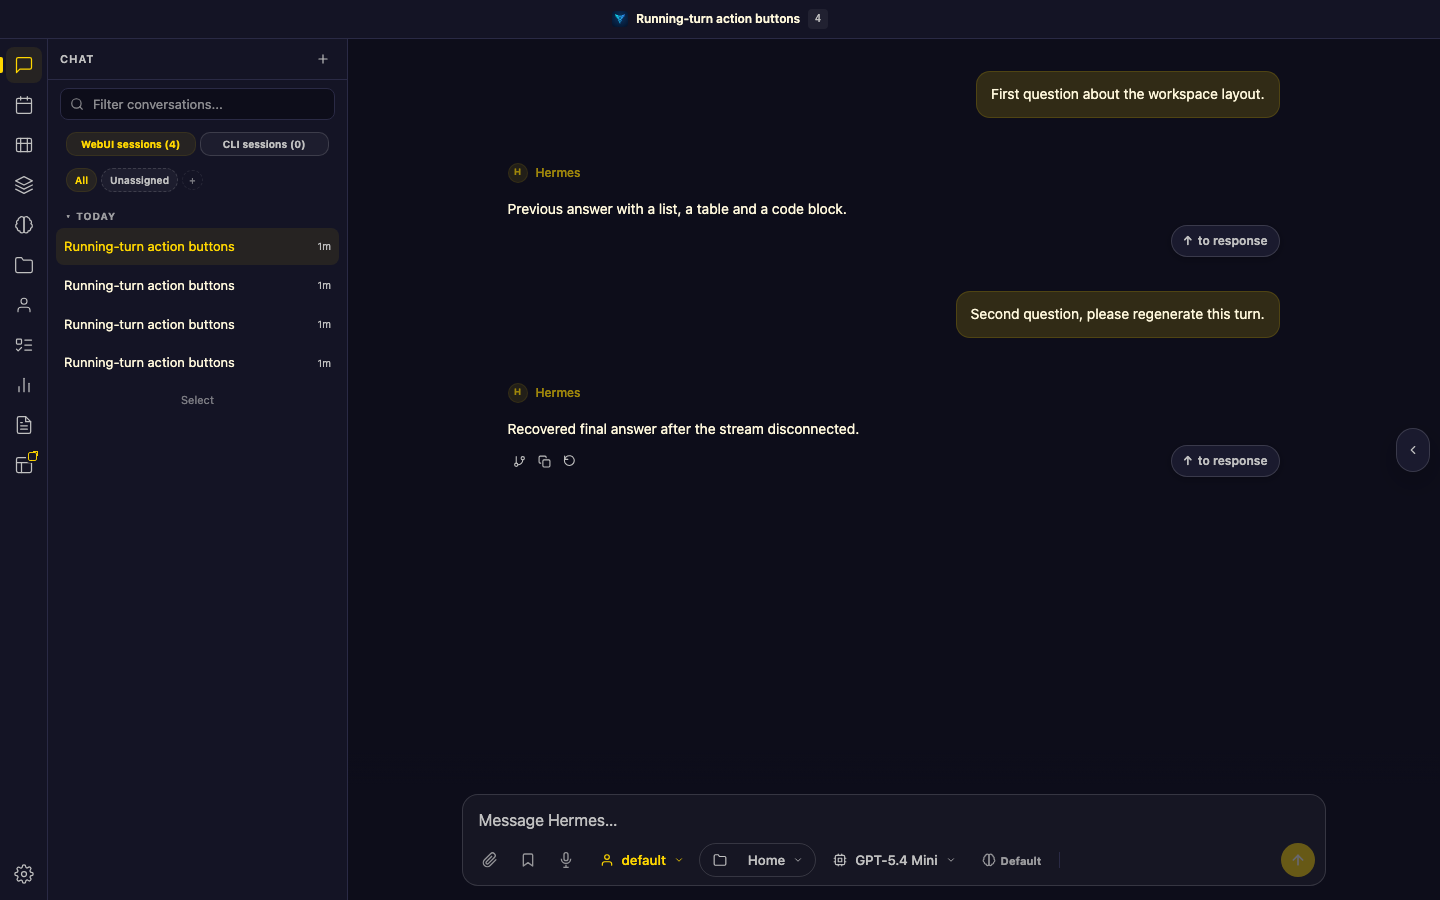 Running-turn action buttons 4
CHAT
Filter conversations...
WebUI sessions (4) CLI sessions (0)
All Unassigned +
TODAY
Running-turn action buttons 1m
Running-turn action buttons 1m
Running-turn action buttons 1m
Running-turn action buttons 1m
Select
First question about the workspace layout.
H Hermes
Previous answer with a list, a table and a code block.
↑ to response
Second question, please regenerate this turn.
H Hermes
Recovered final answer after the stream disconnected.
↑ to response
Message Hermes...
default Home GPT-5.4 Mini Default